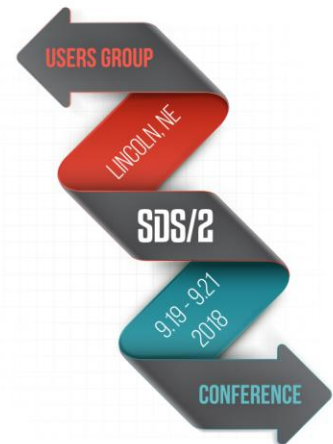 USERS GROUP
LINCOLN, NE
SDS/2
9.19 - 9.21
2018
CONFERENCE